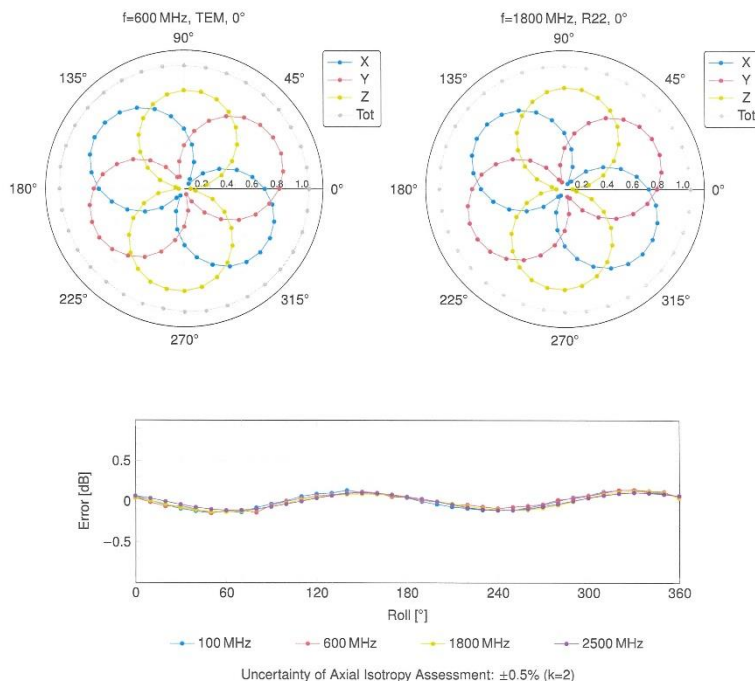 f=600 MHz, TEM, 0°
90°
135°
45°
X
Y
Z
Tot
180°
0.2 0.4 0.6 0.8 1.0
0°
225°
315°
270°
f=1800 MHz, R22, 0°
90°
135°
45°
X
Y
Z
Tot
180°
0.2 0.4 0.6 0.8 1.0
0°
225°
315°
270°
Error [dB]
0.5
0
−0.5
0 60 120 180 240 300 360
Roll [°]
100 MHz 600 MHz 1800 MHz 2500 MHz
Uncertainty of Axial Isotropy Assessment: ±0.5% (k=2)